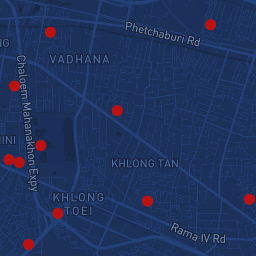 Phetchaburi Rd
VADHANA
Chaloem Mahanakhon Expy
KHLONG TAN
KHLONG
TOEI
Rama IV Rd